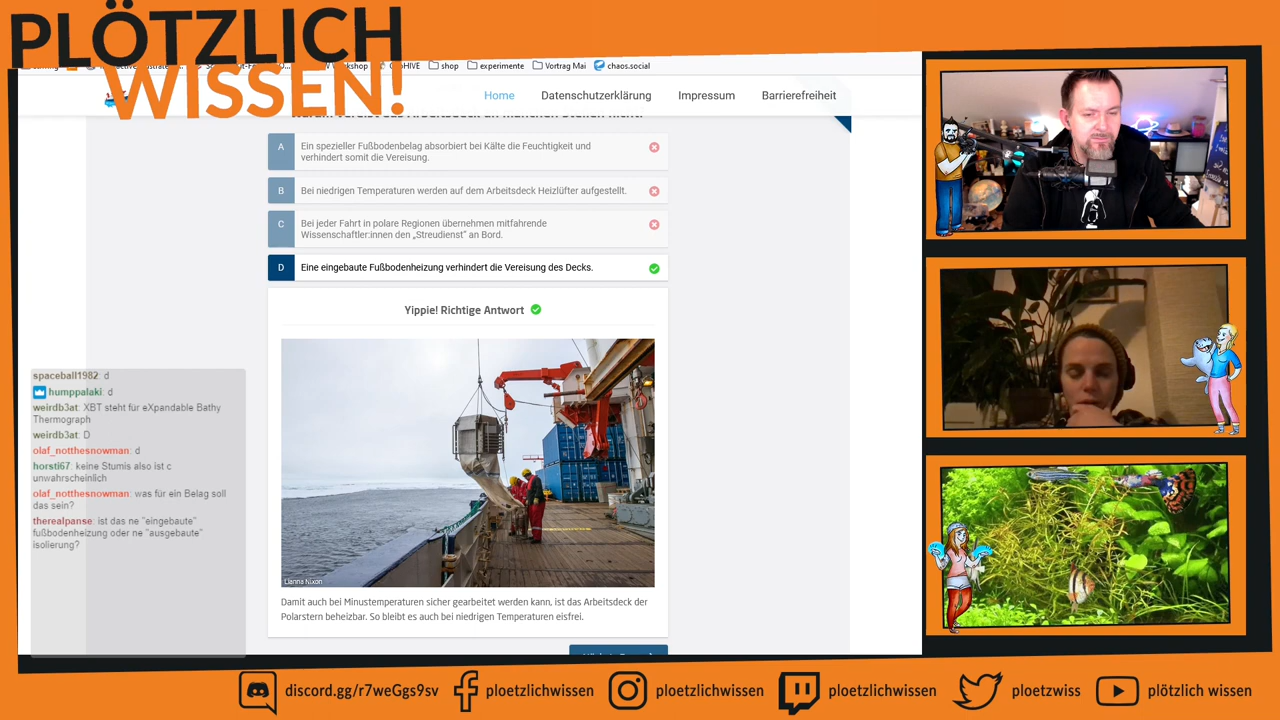 PLÖTZLICH
WISSEN!
shop
experimente
Vortrag Mai
chaos.social
Home
Datenschutzerklärung
Impressum
Barrierefreiheit
A
Ein spezieller Fußbodenbelag absorbiert bei Kälte die Feuchtigkeit und
verhindert somit die Vereisung.
B
Bei niedrigen Temperaturen werden auf dem Arbeitsdeck Heizlüfter aufgestellt.
C
Bei jeder Fahrt in polare Regionen übernehmen mitfahrende
Wissenschaftler:innen den „Streudienst" an Bord.
D
Eine eingebaute Fußbodenheizung verhindert die Vereisung des Decks.
Yippie! Richtige Antwort
Lianna Nixon
Damit auch bei Minustemperaturen sicher gearbeitet werden kann, ist das Arbeitsdeck der
Polarstern beheizbar. So bleibt es auch bei niedrigen Temperaturen eisfrei.
spaceball1982: d
humppalaki: d
weirdb3at: XBT steht für eXpandable Bathy
Thermograph
weirdb3at: D
olaf_notthesnowman: d
horsti67: keine Stumis also ist c
unwahrscheinlich
olaf_notthesnowman: was für ein Belag soll
das sein?
therealpanse: ist das ne "eingebaute"
fußbodenheizung oder ne "ausgebaute"
isolierung?
discord.gg/r7weGgs9sv
ploetzlichwissen
ploetzlichwissen
ploetzlichwissen
ploetzwiss
plötzlich wissen